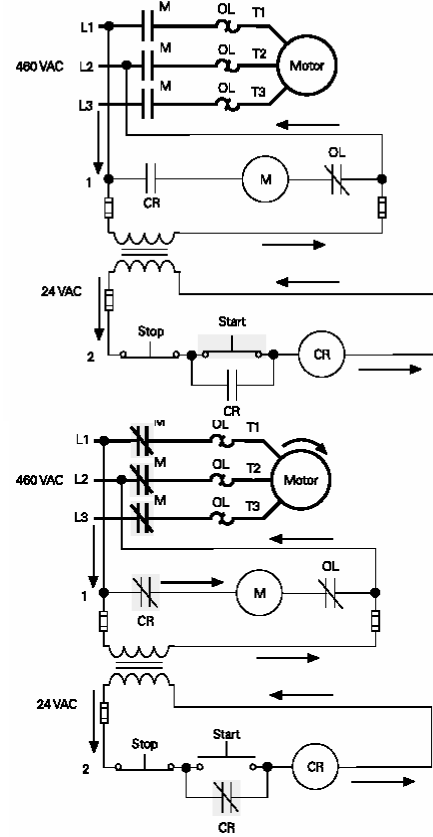 M OL T1
L1
M OL T2
460 VAC L2 Motor
M OL T3
L3
OL
1 M
CR
24 VAC
Start
Stop
CR
2
CR
M OL T1
L1
M OL T2
460 VAC L2 Motor
M OL T3
L3
OL
1 M
CR
24 VAC
Start
Stop
CR
2
CR